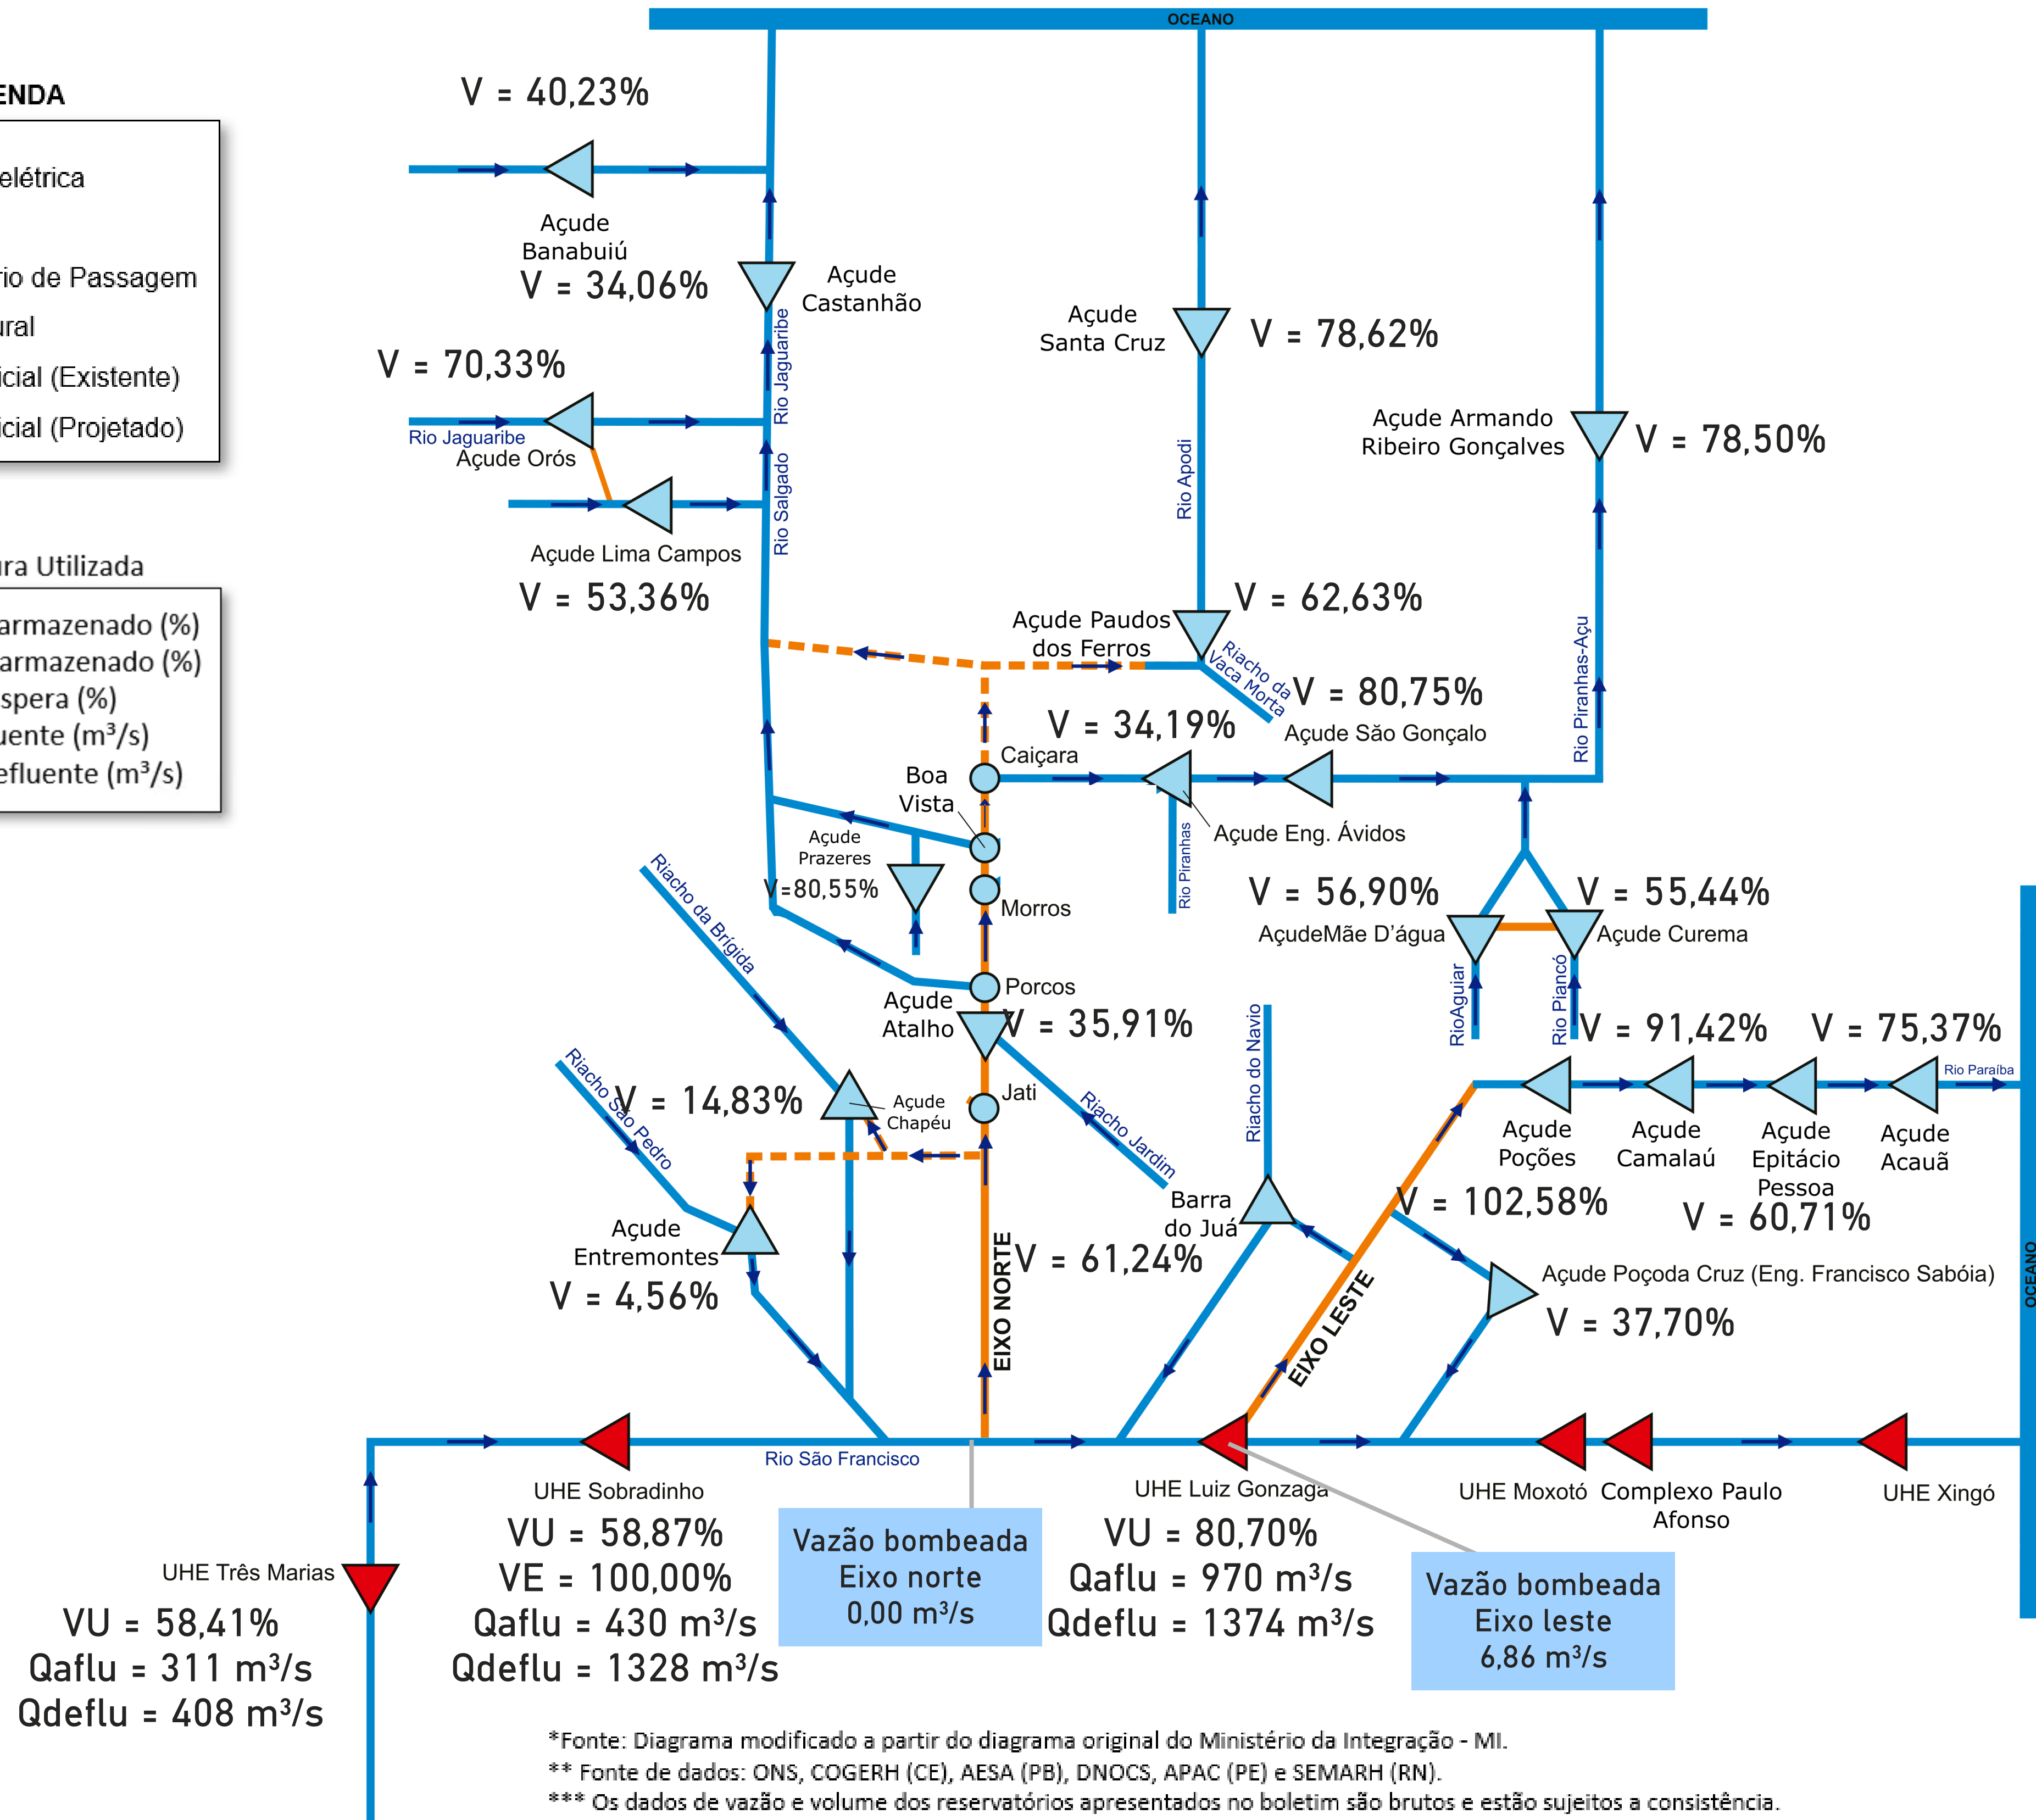 OCEANO
ENDA
elétrica
rio de Passagem
ural
icial (Existente)
icial (Projetado)
ura Utilizada
armazenado (%)
armazenado (%)
spera (%)
uente (m³/s)
efluente (m³/s)
V = 40,23%
Açude
Banabuiú
V = 34,06%
Açude
Castanhão
Rio Jaguaribe
V = 70,33%
Rio Jaguaribe
Açude Orós
Rio Salgado
Açude Lima Campos
V = 53,36%
Açude
Santa Cruz
V = 78,62%
Rio Apodi
Açude Armando
Ribeiro Gonçalves
V = 78,50%
Rio Piranhas-Açu
Açude Paudos
dos Ferros
V = 62,63%
Riacho da
Vaca Morta
V = 80,75%
Açude São Gonçalo
V = 34,19%
Caiçara
Boa
Vista
Açude Eng. Ávidos
Rio Piranhas
Açude
Prazeres
V=80,55%
Morros
Riacho da Brígida
V = 56,90%
AçudeMãe D'água
V = 55,44%
Açude Curema
RioAguiar
Rio Piancó
Porcos
Açude
Atalho
V = 35,91%
Riacho do Navio
V = 91,42%
V = 75,37%
Rio Paraíba
Riacho São Pedro
V = 14,83%
Açude
Chapéu
Jati
Riacho Jardim
Açude
Poções
Açude
Camalaú
Açude
Epitácio
Pessoa
Açude
Acauã
V = 102,58%
V = 60,71%
Barra
do Juá
V = 61,24%
Açude
Entremontes
V = 4,56%
EIXO NORTE
EIXO LESTE
Açude Poçoda Cruz (Eng. Francisco Sabóia)
V = 37,70%
OCEANO
Rio São Francisco
UHE Sobradinho
VU = 58,87%
VE = 100,00%
Qaflu = 430 m³/s
Qdeflu = 1328 m³/s
Vazão bombeada
Eixo norte
0,00 m³/s
UHE Luiz Gonzaga
VU = 80,70%
Qaflu = 970 m³/s
Qdeflu = 1374 m³/s
Vazão bombeada
Eixo leste
6,86 m³/s
UHE Moxotó
Complexo Paulo
Afonso
UHE Xingó
UHE Três Marias
VU = 58,41%
Qaflu = 311 m³/s
Qdeflu = 408 m³/s
*Fonte: Diagrama modificado a partir do diagrama original do Ministério da Integração - MI.
** Fonte de dados: ONS, COGERH (CE), AESA (PB), DNOCS, APAC (PE) e SEMARH (RN).
*** Os dados de vazão e volume dos reservatórios apresentados no boletim são brutos e estão sujeitos a consistência.